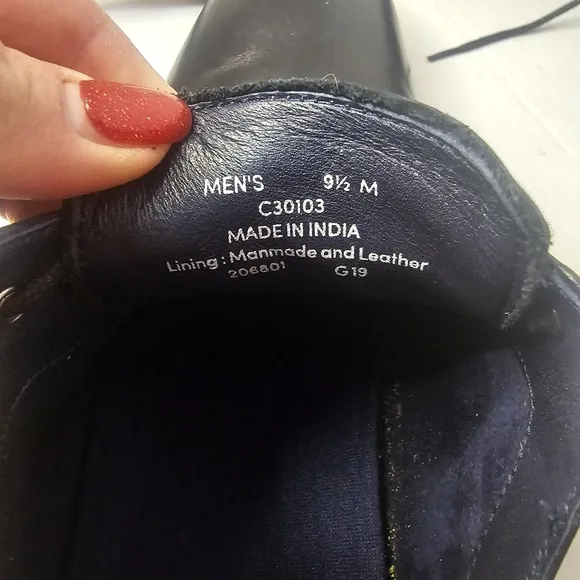 MEN'S 9½ M
C30103
MADE IN INDIA
Lining : Manmade and Leather
206801 G19